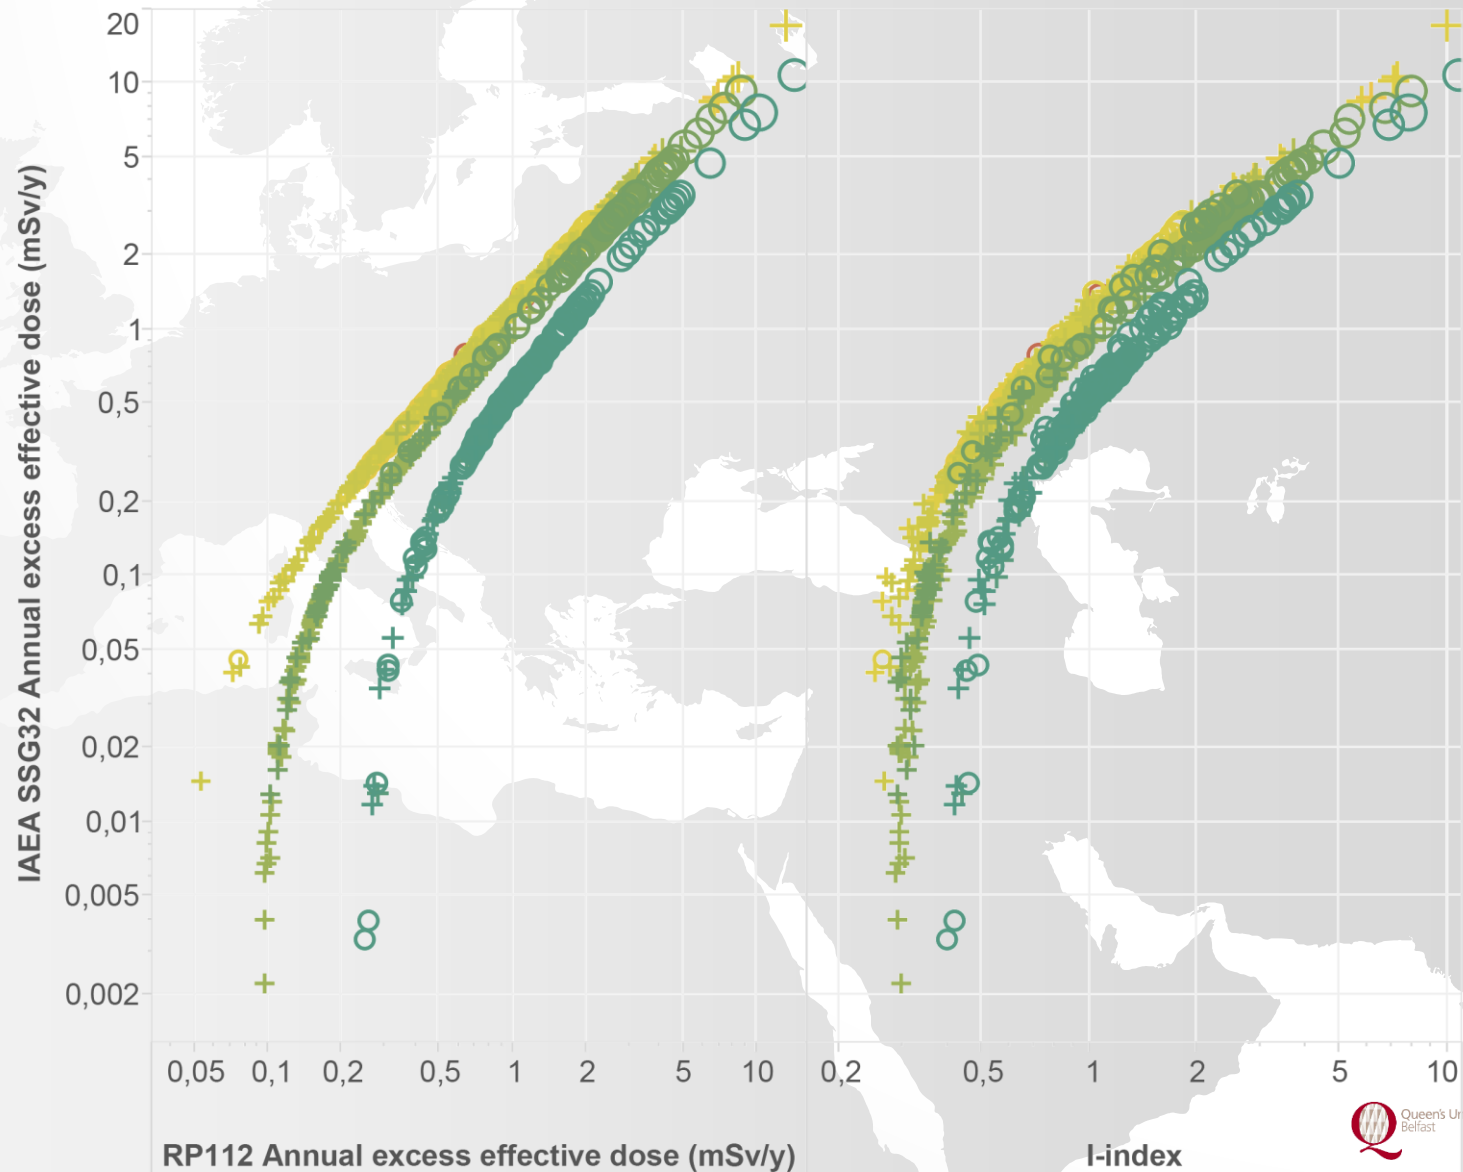 IAEA SSG32 Annual excess effective dose (mSv/y)
20
10
5
2
1
0,5
0,2
0,1
0,05
0,02
0,01
0,005
0,002
0,05 0,1 0,2 0,5 1 2 5 10 0,2 0,5 1 2 5 10
RP112 Annual excess effective dose (mSv/y) I-index
Queen's
Belfast